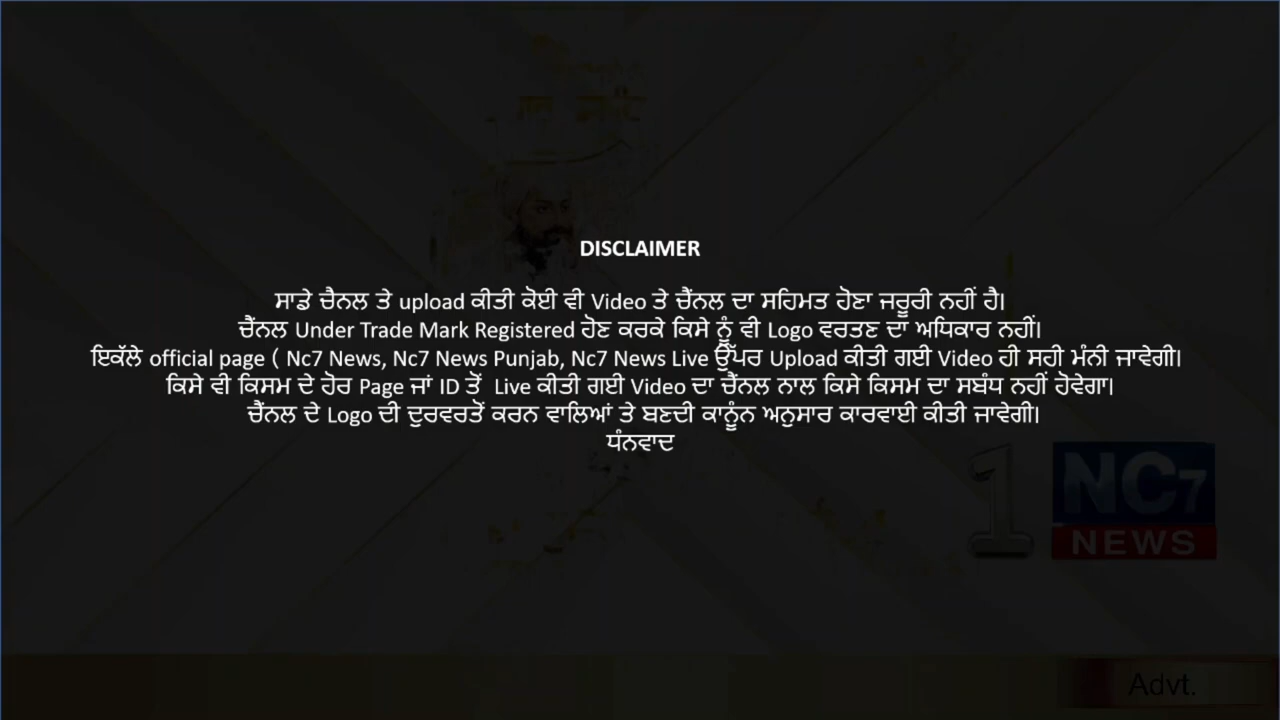 DISCLAIMER
ਸਾਡੇ ਚੈਨਲ ਤੇ upload ਕੀਤੀ ਕੋਈ ਵੀ Video ਤੇ ਚੈਂਨਲ ਦਾ ਸਹਿਮਤ ਹੋਣਾ ਜਰੂਰੀ ਨਹੀਂ ਹੈ।
ਚੈਂਨਲ Under Trade Mark Registered ਹੋਣ ਕਰਕੇ ਕਿਸੇ ਨੂੰ ਵੀ Logo ਵਰਤਣ ਦਾ ਅਧਿਕਾਰ ਨਹੀਂ।
ਇਕੱਲੇ official page ( Nc7 News, Nc7 News Punjab, Nc7 News Live ਉੱਪਰ Upload ਕੀਤੀ ਗਈ Video ਹੀ ਸਹੀ ਮੰਨੀ ਜਾਵੇਗੀ।
ਕਿਸੇ ਵੀ ਕਿਸਮ ਦੇ ਹੋਰ Page ਜਾਂ ID ਤੋਂ Live ਕੀਤੀ ਗਈ Video ਦਾ ਚੈਂਨਲ ਨਾਲ ਕਿਸੇ ਕਿਸਮ ਦਾ ਸਬੰਧ ਨਹੀਂ ਹੋਵੇਗਾ।
ਚੈਂਨਲ ਦੇ Logo ਦੀ ਦੁਰਵਰਤੋਂ ਕਰਨ ਵਾਲਿਆਂ ਤੇ ਬਣਦੀ ਕਾਨੂੰਨ ਅਨੁਸਾਰ ਕਾਰਵਾਈ ਕੀਤੀ ਜਾਵੇਗੀ।
ਧੰਨਵਾਦ
1 NC7
NEWS
Advt.